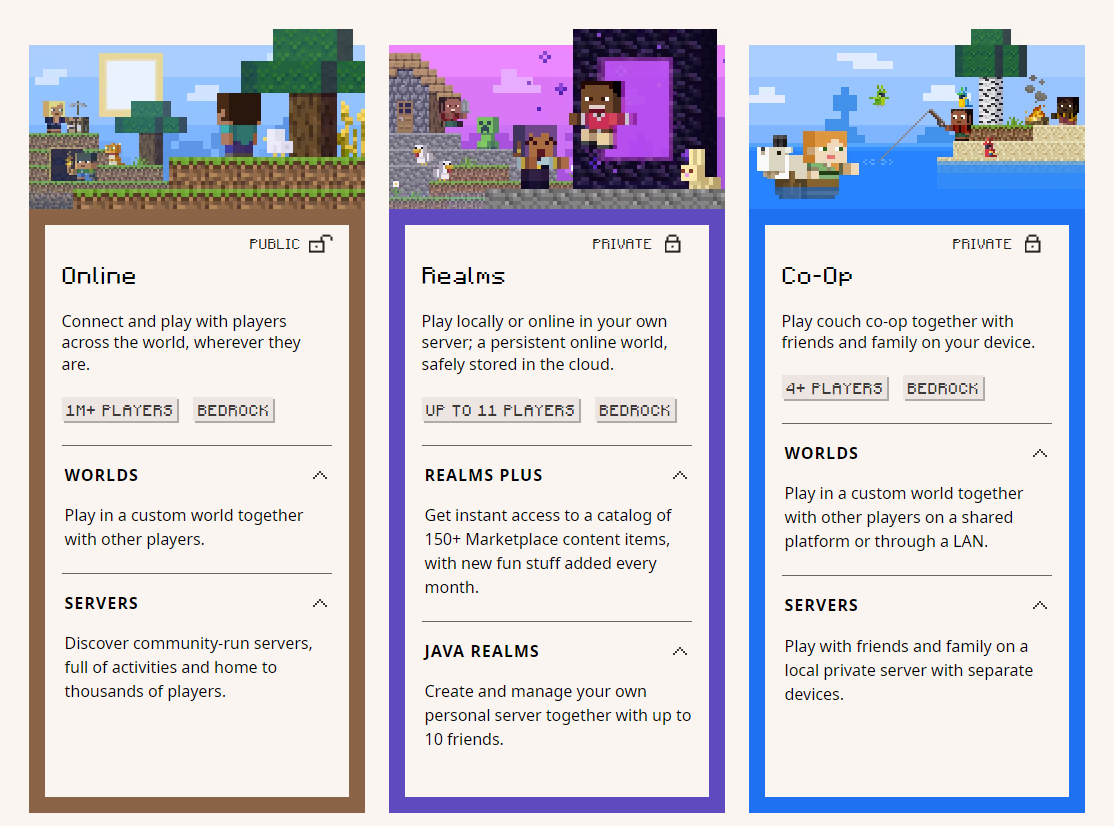 PUBLIC
Online
Connect and play with players
across the world, wherever they
are.
1M+ PLAYERS
BEDROCK
WORLDS
Play in a custom world together
with other players.
SERVERS
Discover community-run servers,
full of activities and home to
thousands of players.
PRIVATE
Realms
Play locally or online in your own
server; a persistent online world,
safely stored in the cloud.
UP TO 11 PLAYERS
BEDROCK
REALMS PLUS
Get instant access to a catalog of
150+ Marketplace content items,
with new fun stuff added every
month.
JAVA REALMS
Create and manage your own
personal server together with up to
10 friends.
PRIVATE
Co-Op
Play couch co-op together with
friends and family on your device.
4+ PLAYERS
BEDROCK
WORLDS
Play in a custom world together
with other players on a shared
platform or through a LAN.
SERVERS
Play with friends and family on a
local private server with separate
devices.